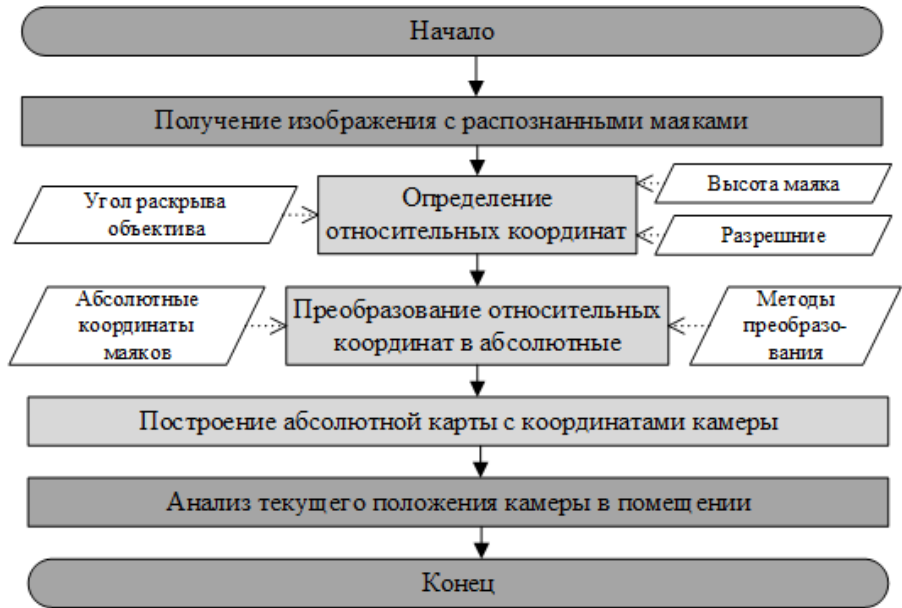 Начало
Получение изображения с распознанными маяками
Угол раскрыва
объектива
Определение
относительных координат
Высота маяка
Разрешние
Абсолютные
координаты
маяков
Преобразование относительных
координат в абсолютные
Методы
преобразо-
вания
Построение абсолютной карты с координатами камеры
Анализ текущего положения камеры в помещении
Конец